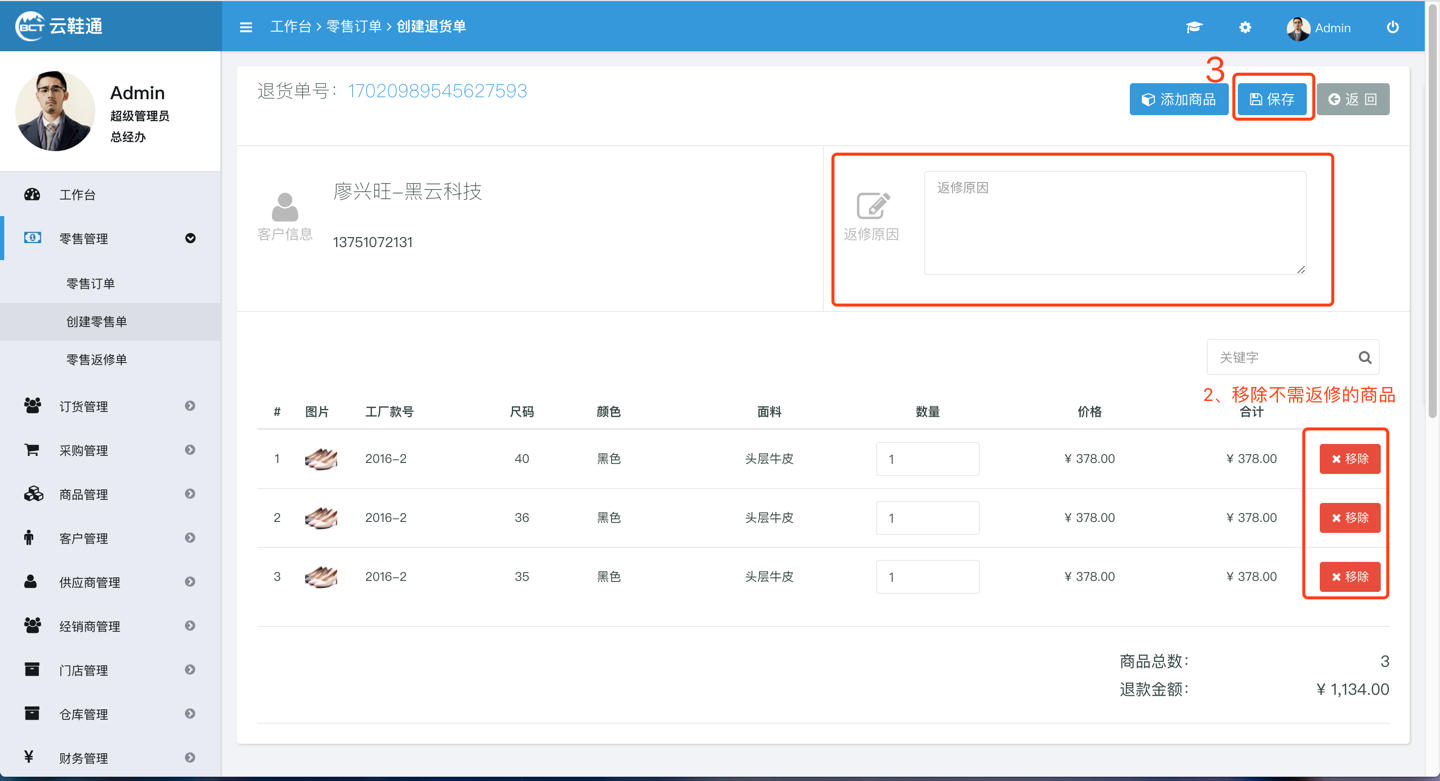 BCT 云鞋通
工作台 > 零售订单 > 创建退货单
Admin
Admin
超级管理员
总经办
工作台
零售管理
零售订单
创建零售单
零售返修单
订货管理
采购管理
商品管理
客户管理
供应商管理
经销商管理
门店管理
仓库管理
¥ 财务管理
退货单号: 17020989545627593
3
添加商品 保存 返 回
客户信息
廖兴旺-黑云科技
13751072131
返修原因
返修原因
关键字
2、移除不需返修的商品
# 图片 工厂款号 尺码 颜色 面料 数量 价格 合计
1 2016-2 40 黑色 头层牛皮 1 ¥ 378.00 ¥ 378.00 移除
2 2016-2 36 黑色 头层牛皮 1 ¥ 378.00 ¥ 378.00 移除
3 2016-2 35 黑色 头层牛皮 1 ¥ 378.00 ¥ 378.00 移除
商品总数: 3
退款金额: ¥ 1,134.00